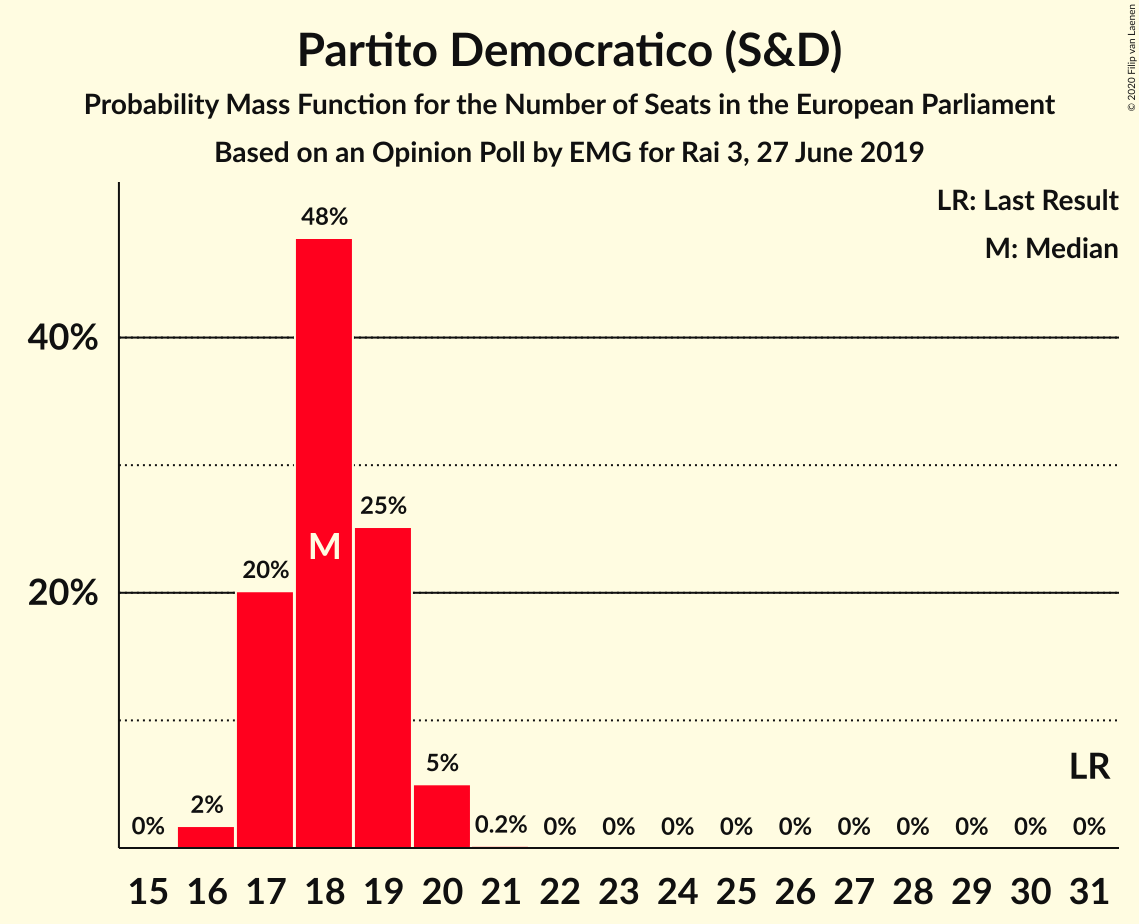 Partito Democratico (S&D)
Probability Mass Function for the Number of Seats in the European Parliament
Based on an Opinion Poll by EMG for Rai 3, 27 June 2019
© 2020 Filip van Laenen
LR: Last Result
M: Median
40%
20%
0%
2%
20%
48%
M
25%
5%
0.2%
0%
0%
0%
0%
0%
0%
0%
0%
0%
0%
LR
15 16 17 18 19 20 21 22 23 24 25 26 27 28 29 30 31